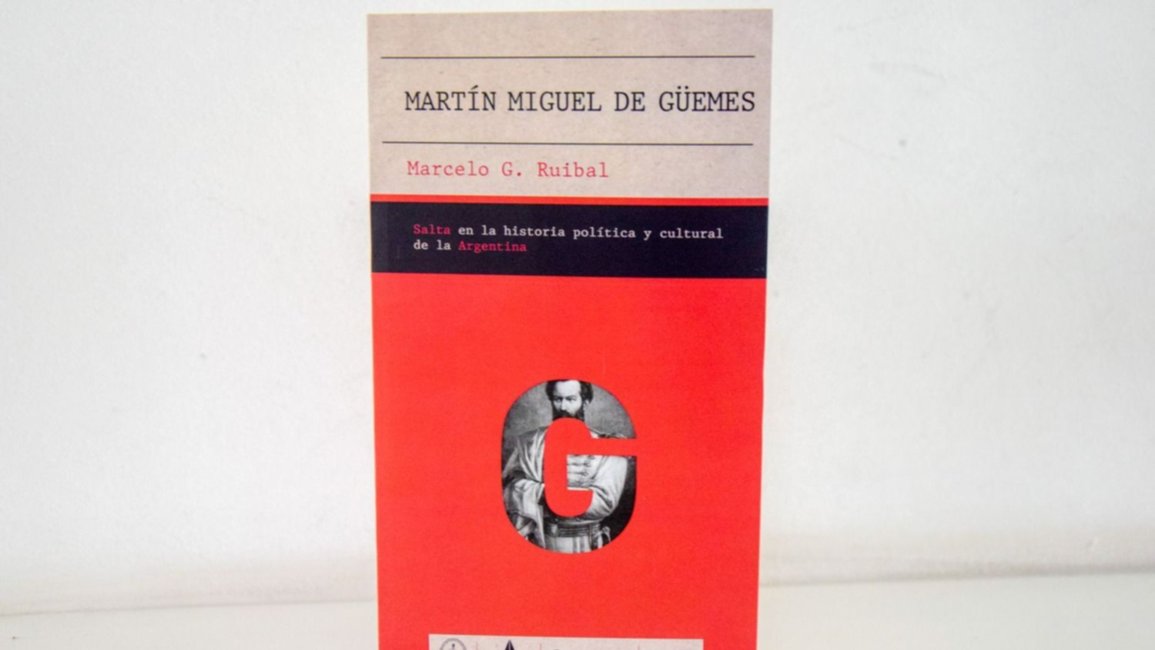 MARTÍN MIGUEL DE GÜEMES
Marcelo G. Ruibal
Salta en la historia política y cultural
de la Argentina
G